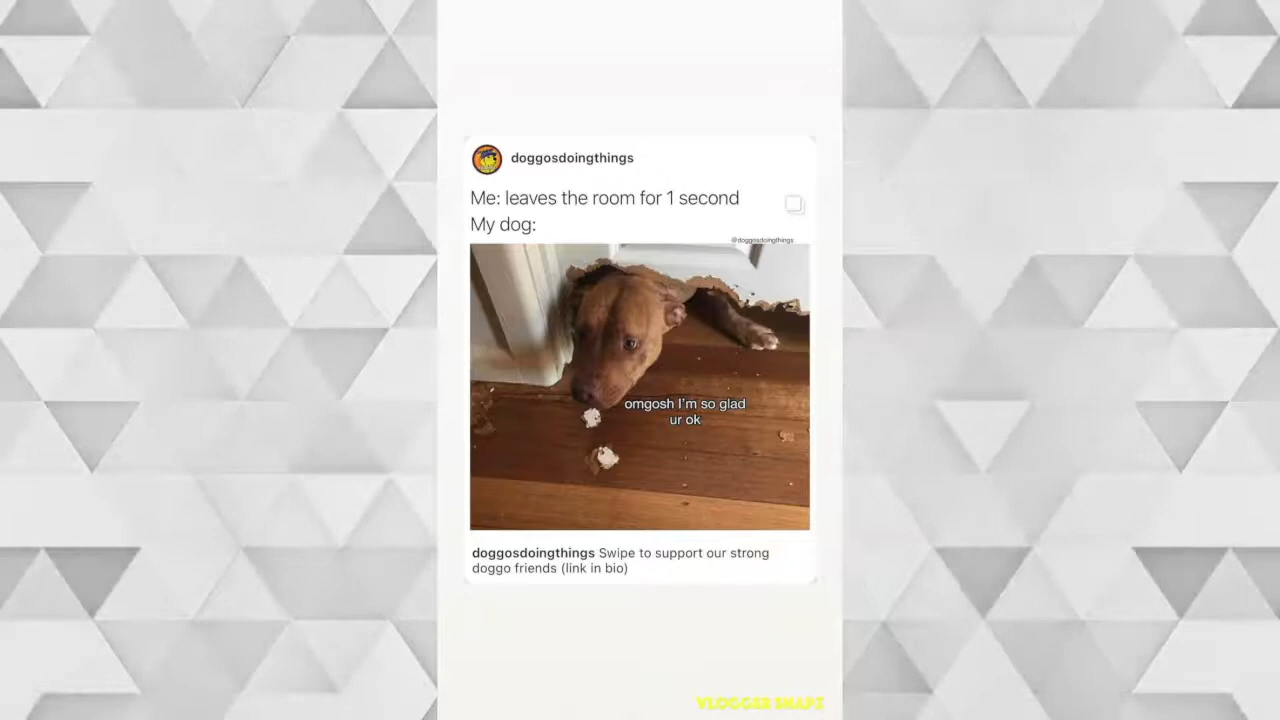 doggosdoingthings
Me: leaves the room for 1 second
My dog:
@doggosdoingthings
omgosh I'm so glad
ur ok
doggosdoingthings Swipe to support our strong
doggo friends (link in bio)
VLOGGER SNAPZ